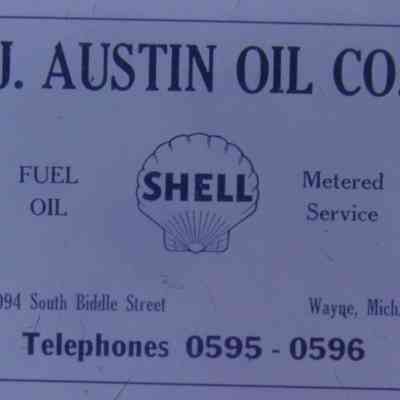 J. AUSTIN OIL CO.
FUEL OIL
SHELL
Metered Service
094 South Biddle Street
Wayne, Mich.
Telephones 0595 - 0596